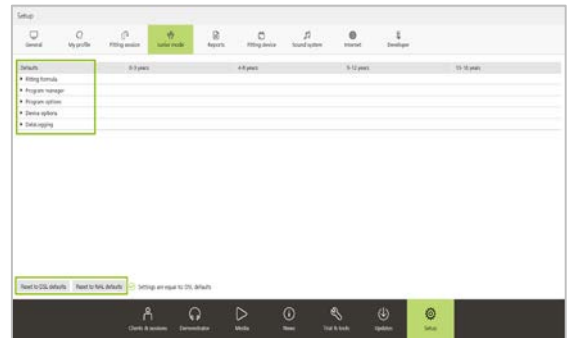 Setup
General My profile Fitting session Junior mode Reports Fitting device Sound system Internet Developer
Defaults 0-3 years 4-8 years 9-12 years 13-18 years
Fitting formula
Program manager
Program options
Device options
DataLogging
Reset to DSL defaults Reset to NAL defaults Settings are equal to DSL defaults
Clients & sessions Demonstrator Media News Trial & tools Updates Setup